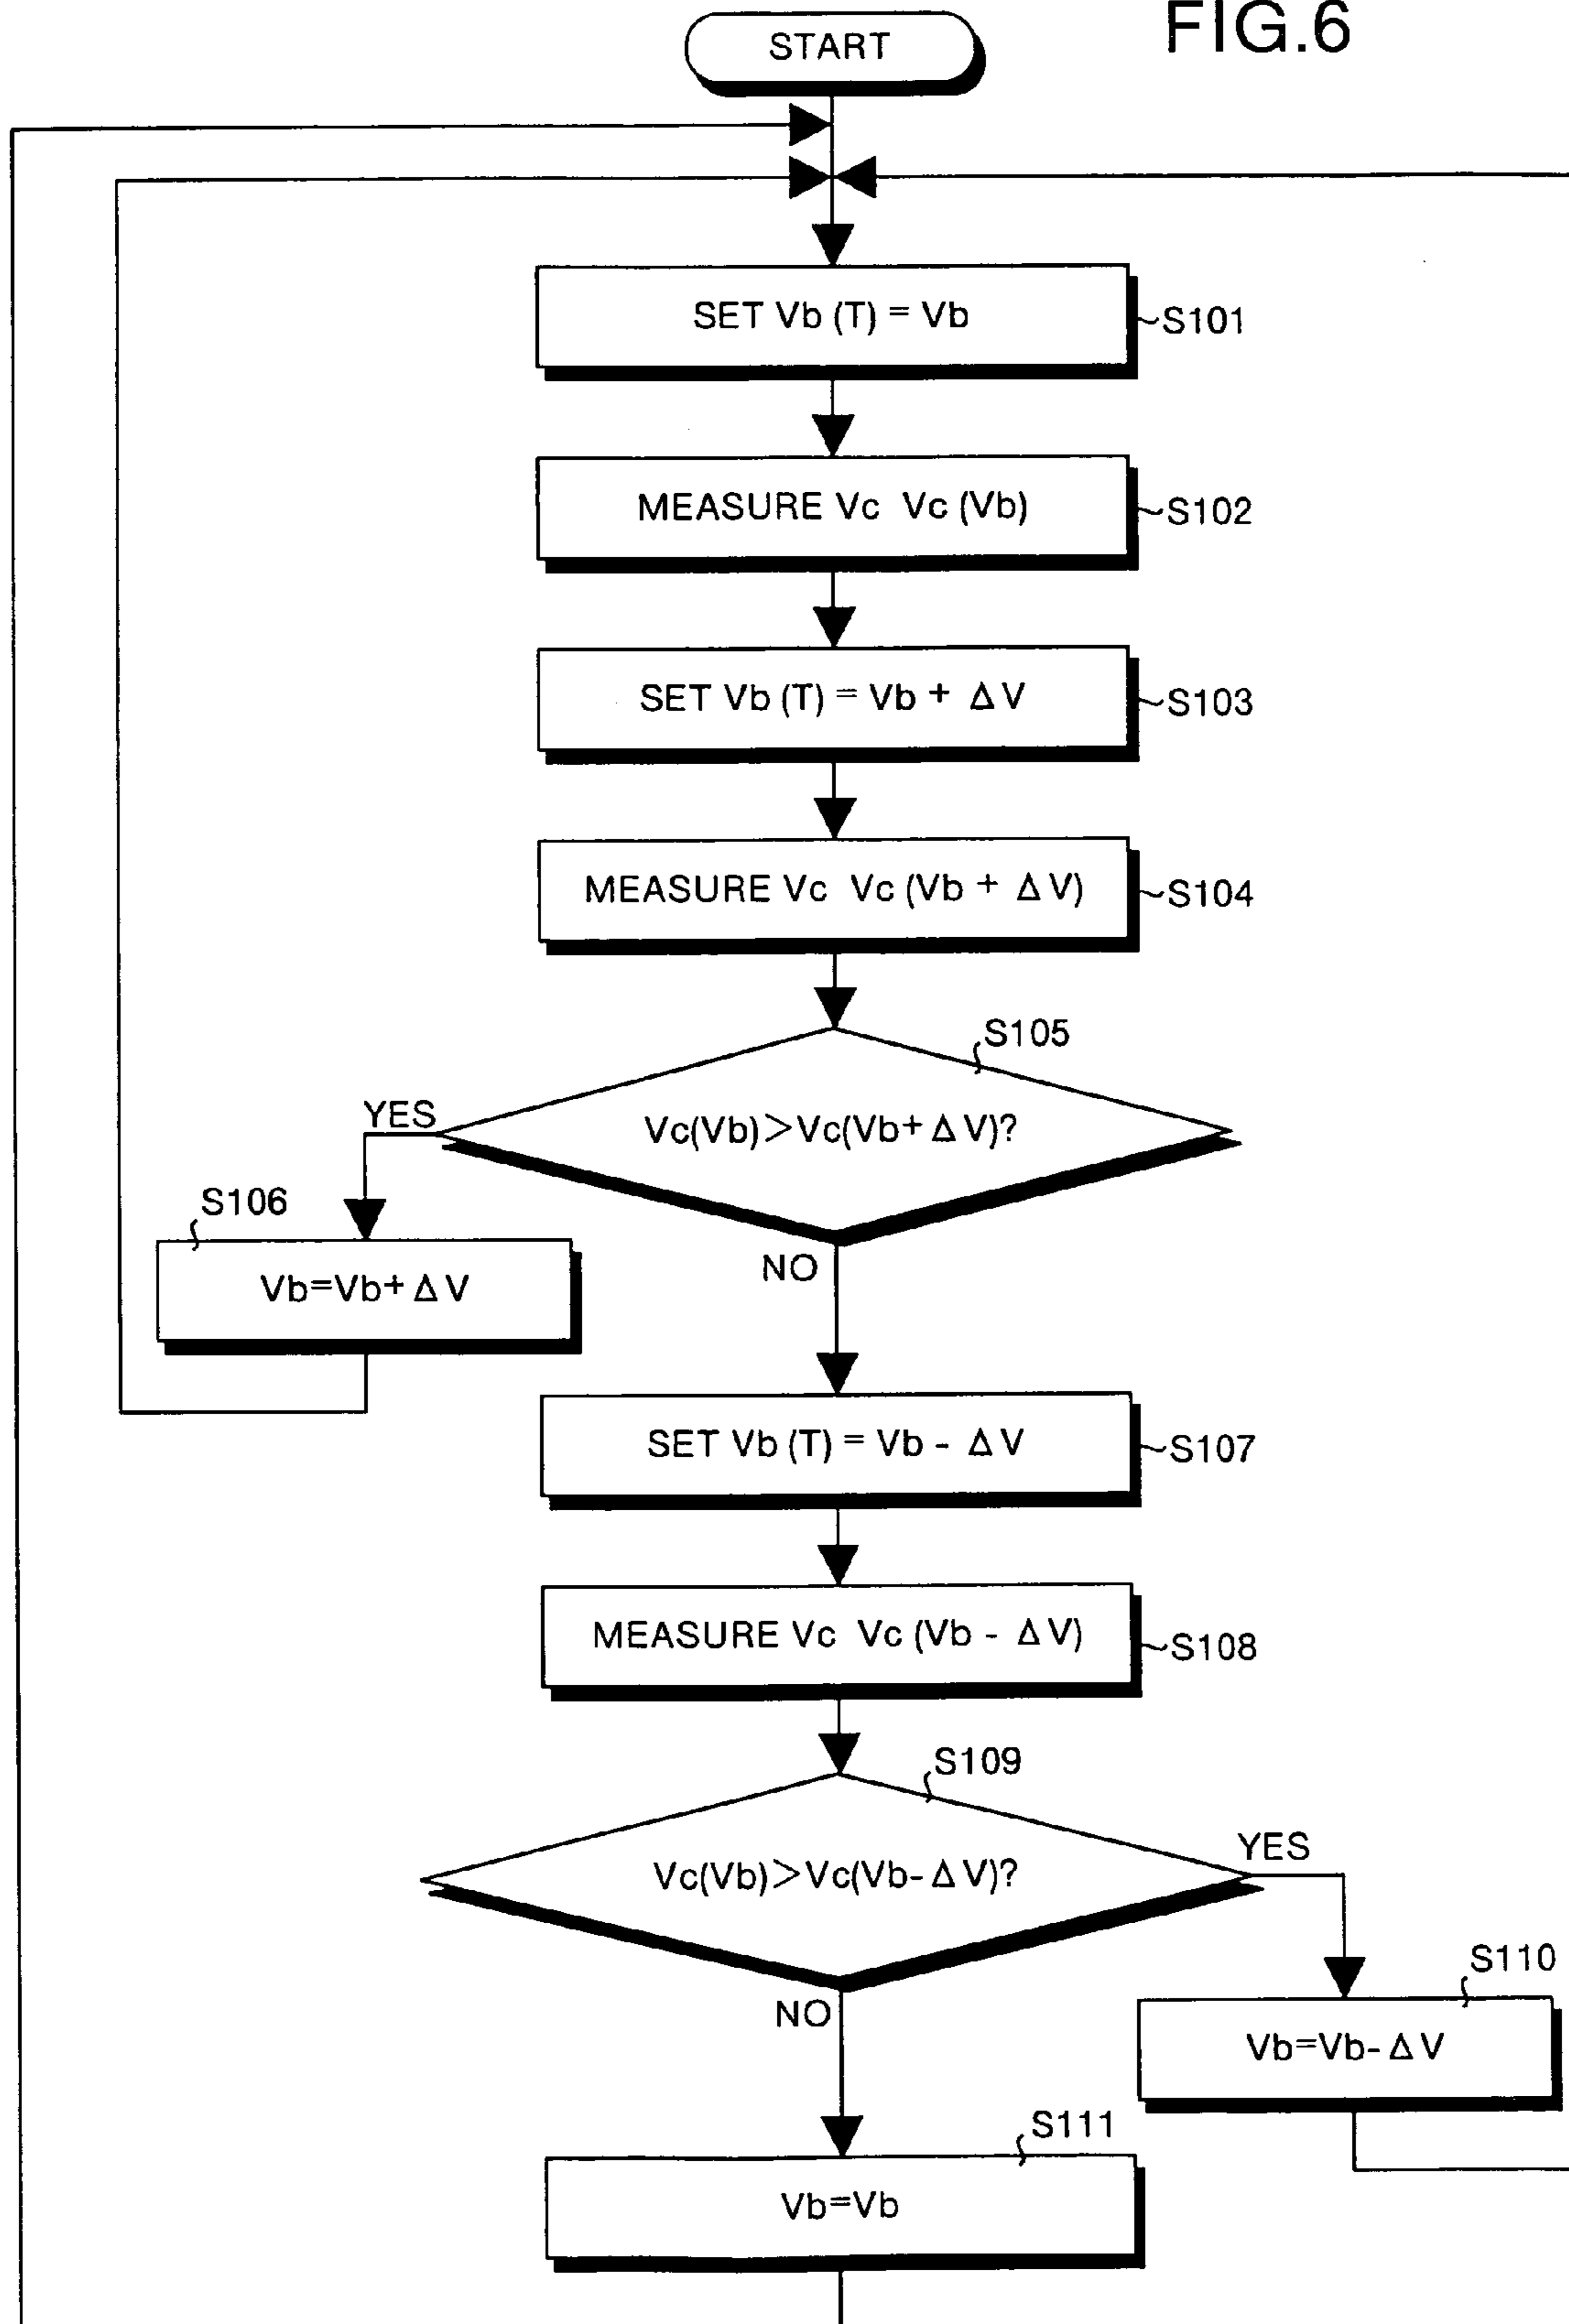 FIG.6
START
SET Vb (T) = Vb
S101
MEASURE Vc Vc (Vb)
S102
SET Vb (T) = Vb + ΔV
S103
MEASURE Vc Vc (Vb + ΔV)
S104
S105
Vc(Vb)>Vc(Vb+ ΔV)?
YES
S106
Vb=Vb+ ΔV
NO
SET Vb (T) = Vb - ΔV
S107
MEASURE Vc Vc (Vb - ΔV)
S108
S109
Vc(Vb)>Vc(Vb- ΔV)?
YES
S110
Vb=Vb- ΔV
NO
S111
Vb=Vb